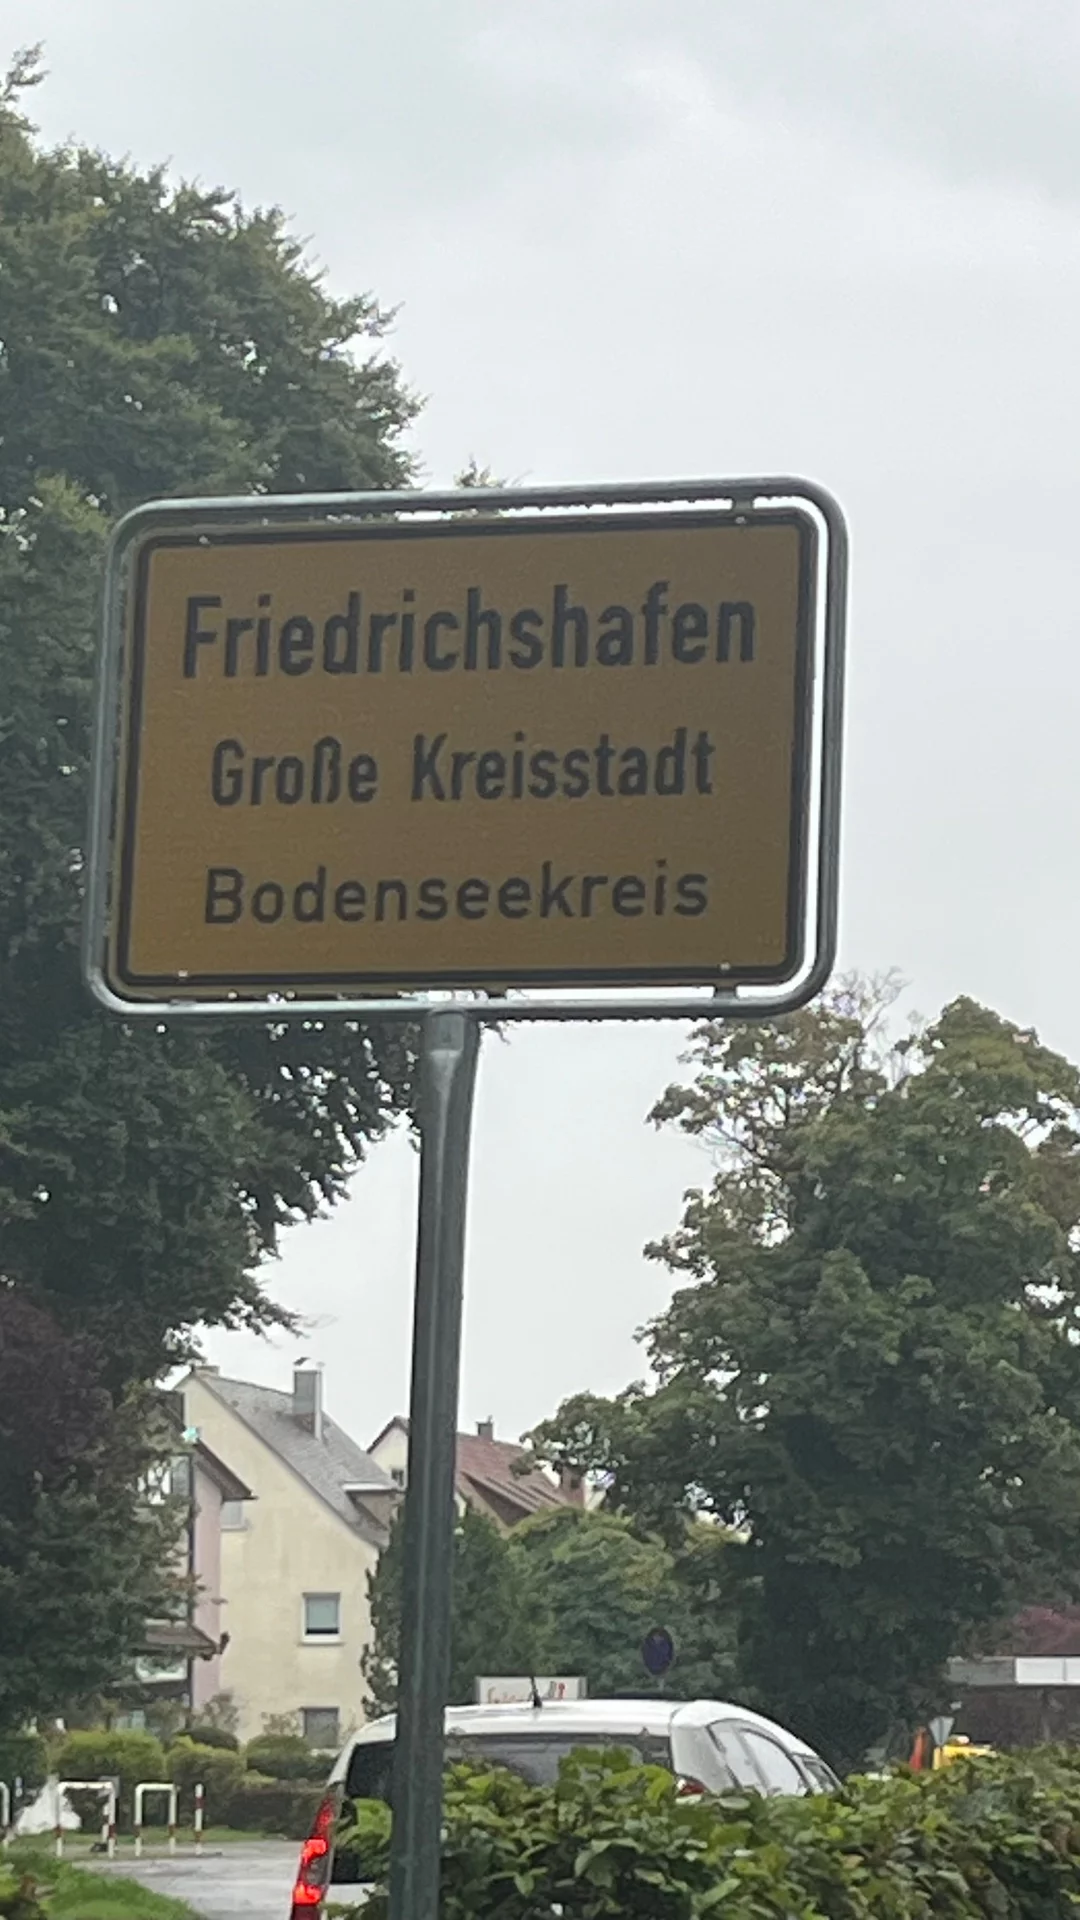 Friedrichshafen
Große Kreisstadt
Bodenseekreis